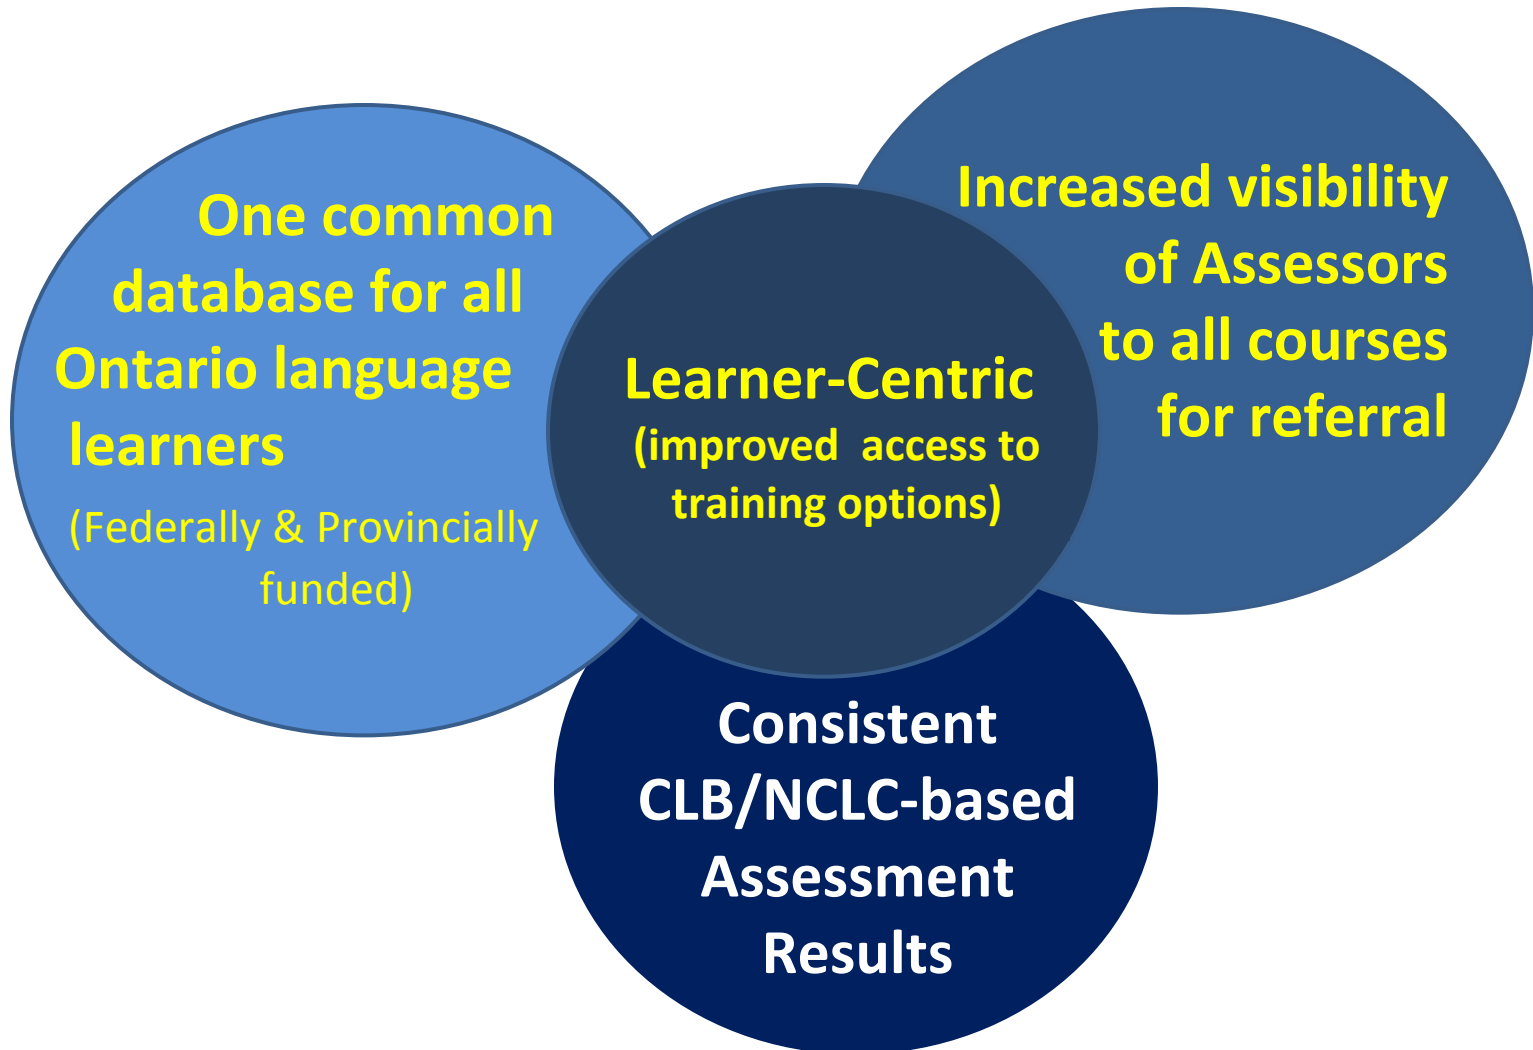 One common
database for all
Ontario language
learners
(Federally & Provincially
funded)
Learner-Centric
(improved  access to
training options)
Increased visibility
of Assessors
to all courses
for referral
Consistent
CLB/NCLC-based
Assessment
Results